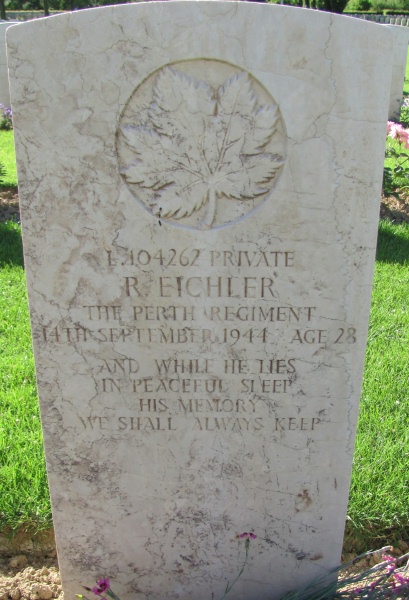 L.104262 PRIVATE
R. EICHLER
THE PERTH REGIMENT
14TH SEPTEMBER 1944 AGE 28
AND WHILE HE LIES
IN PEACEFUL SLEEP
HIS MEMORY
WE SHALL ALWAYS KEEP